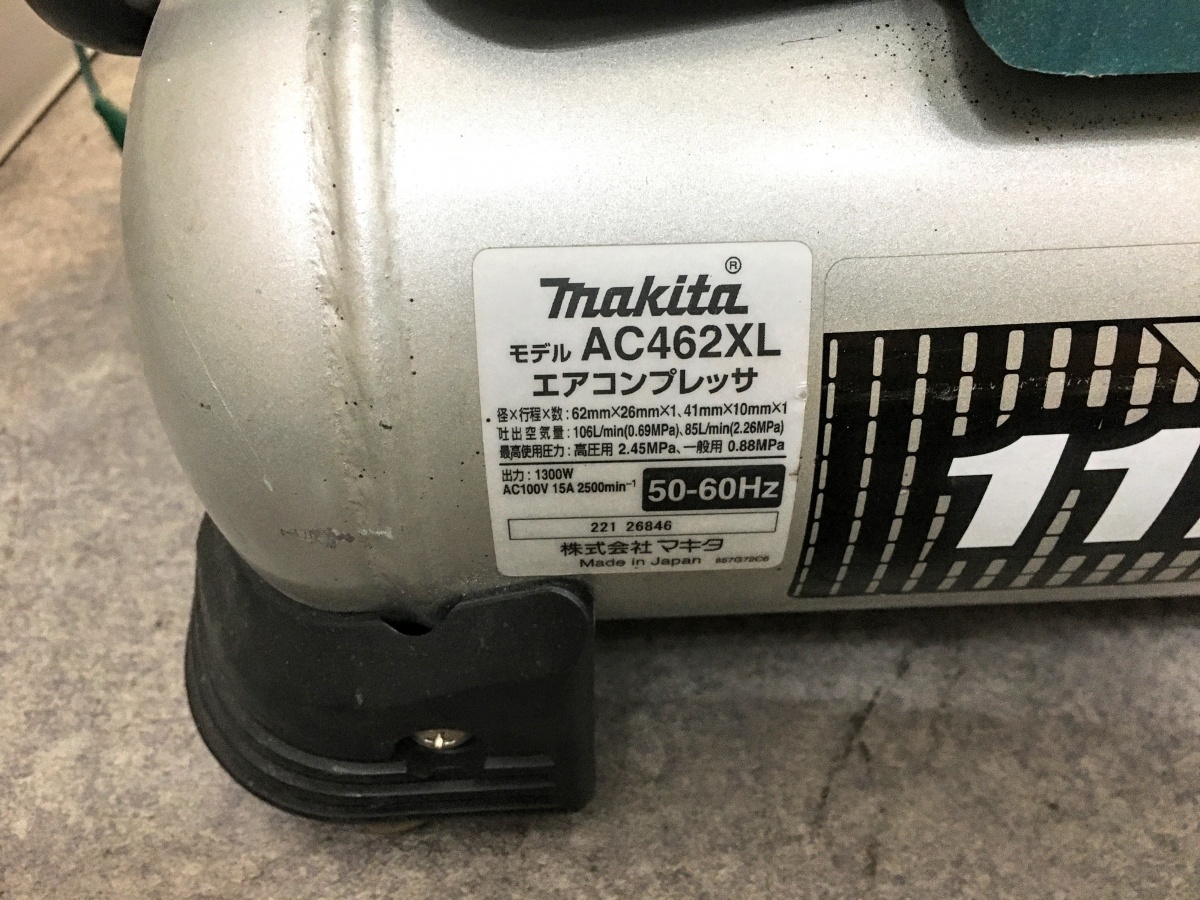 makita®
モデル AC462XL
エアコンプレッサ
径×行程×数:62mm×26mm×1、41mm×10mm×1
吐出空気量:106L/min(0.69MPa)、85L/min(2.26MPa)
最高使用圧力:高圧用 2.45MPa、一般用 0.88MPa
出力:1300W
AC100V 15A 2500min⁻¹
50-60Hz
221 26846
株式会社 マキタ
Made in Japan
11